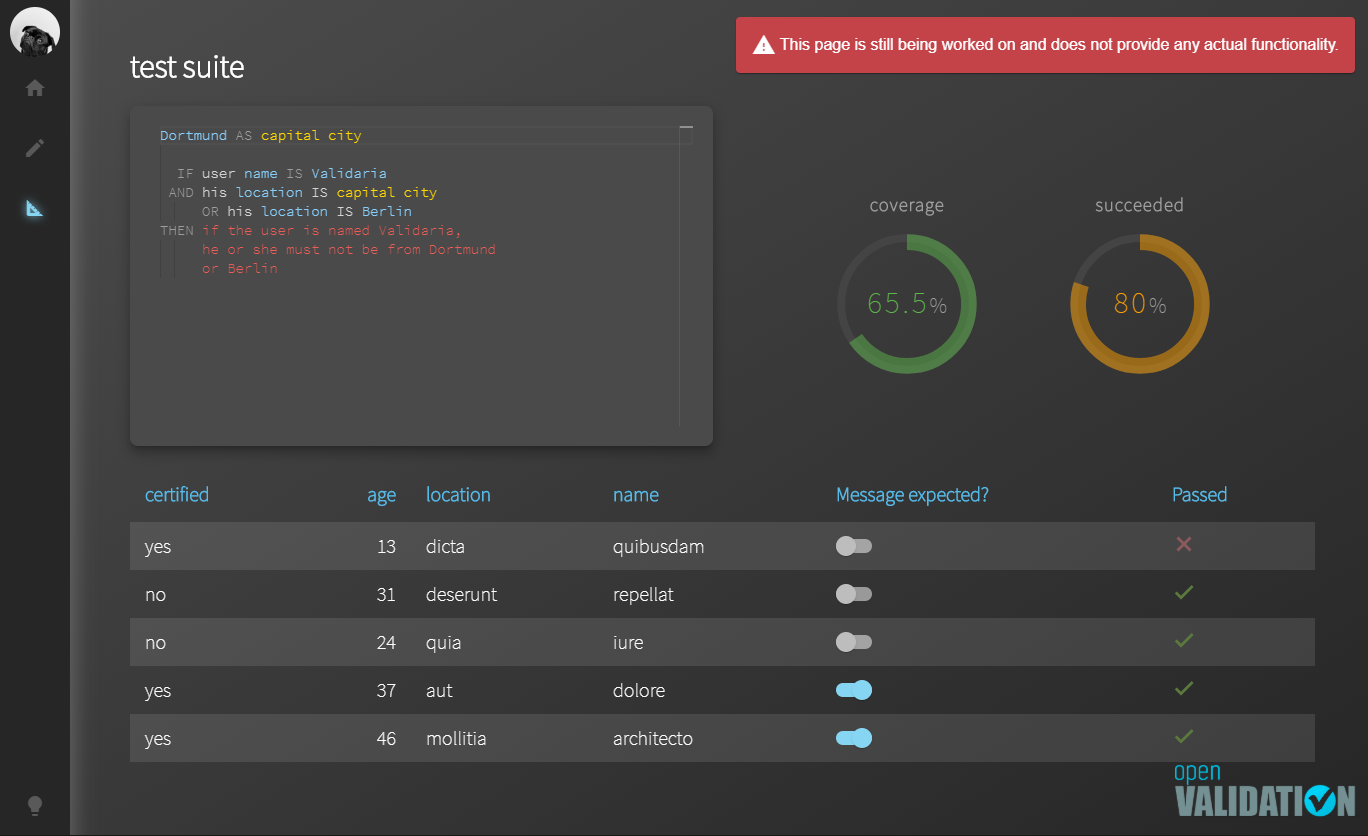 This page is still being worked on and does not provide any actual functionality.
test suite
Dortmund AS capital city
IF user name IS Validaria
AND his location IS capital city
OR his location IS Berlin
THEN if the user is named Validaria,
he or she must not be from Dortmund
or Berlin
coverage succeeded
65.5% 80%
certified age location name Message expected? Passed
yes 13 dicta quibusdam
no 31 deserunt repellat
no 24 quia iure
yes 37 aut dolore
yes 46 mollitia architecto
open
VALIDATION